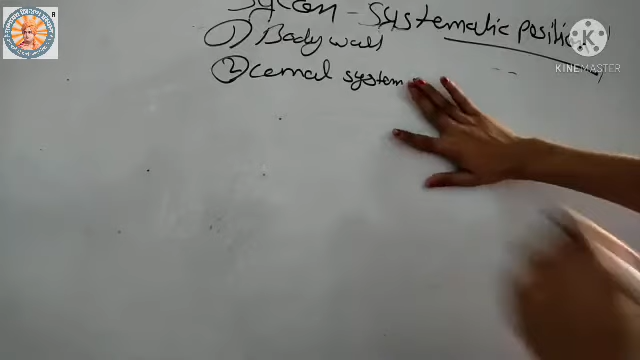 Sycon - Systematic position
① Body wall
② canal system
KINEMASTER